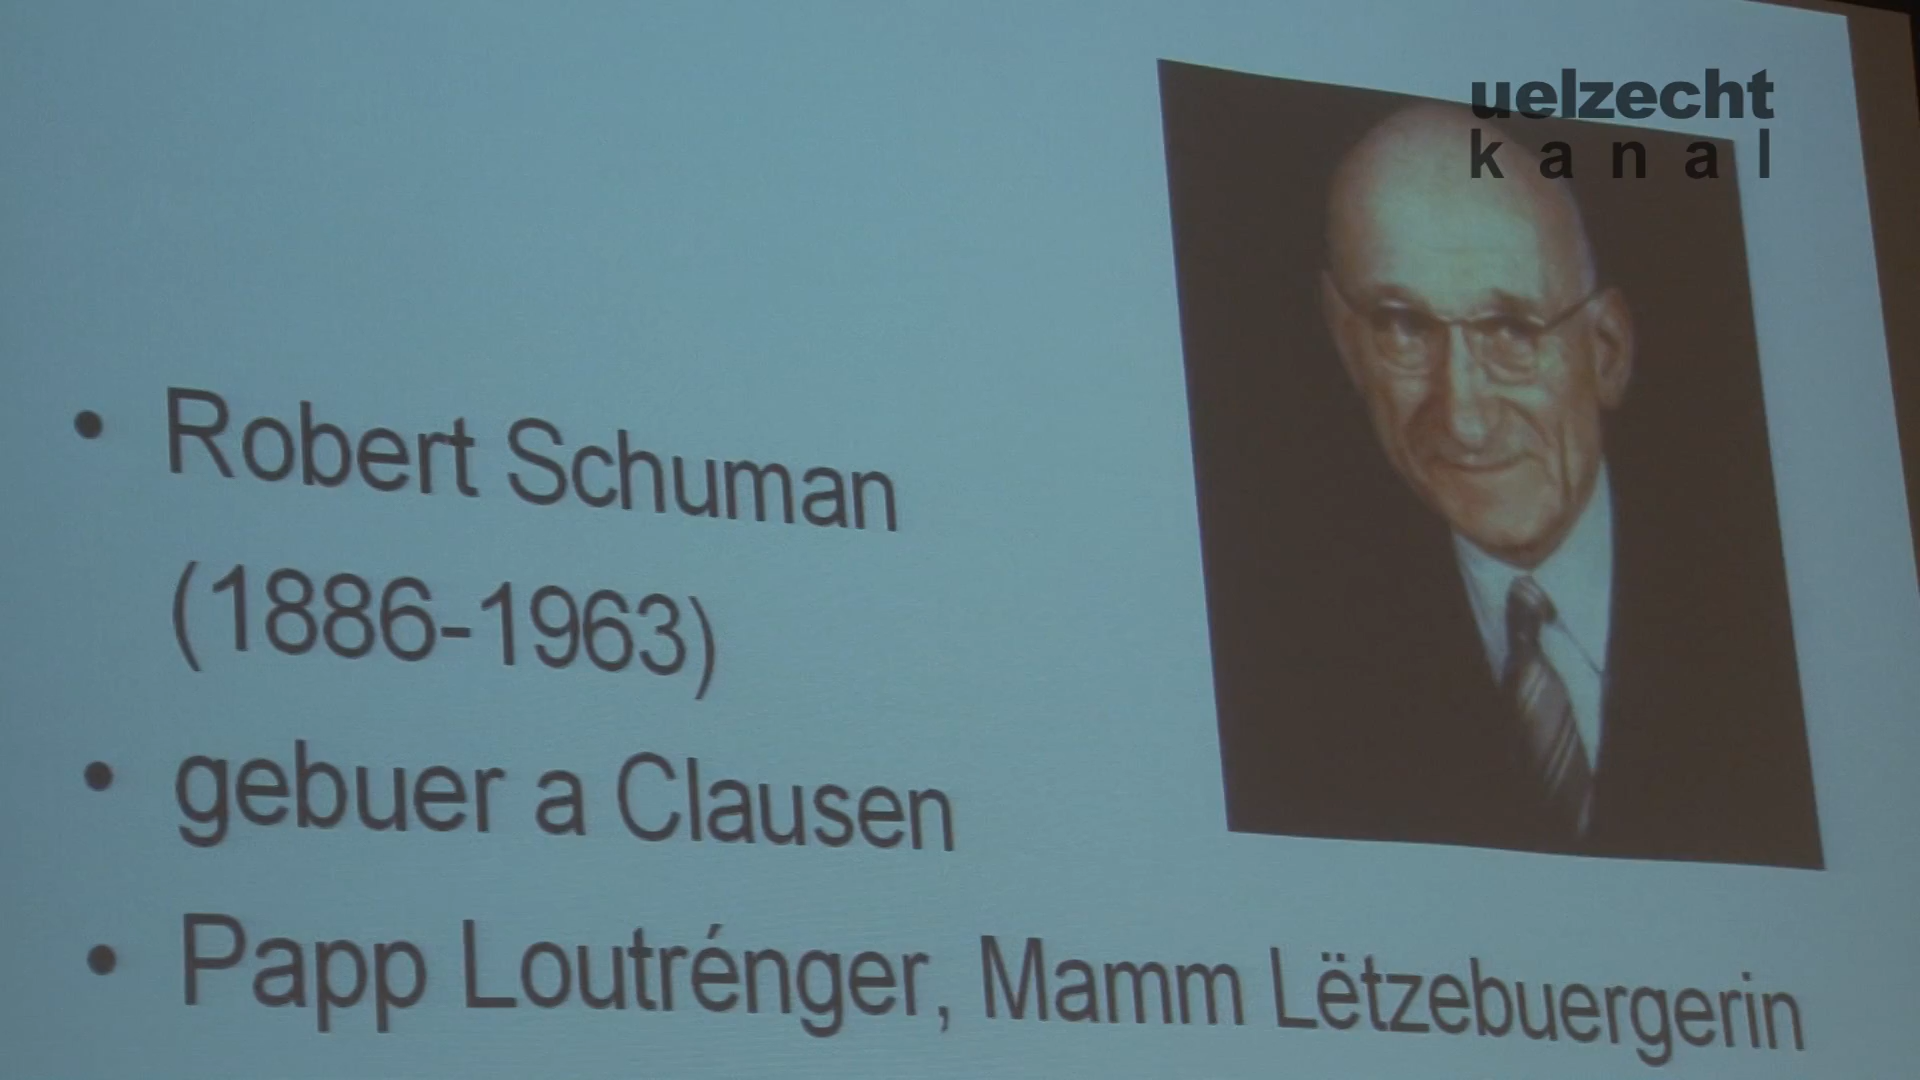 uelzecht
kanal
• Robert Schuman
(1886-1963)
• gebuer a Clausen
• Papp Loutrénger, Mamm Lëtzebuergerin